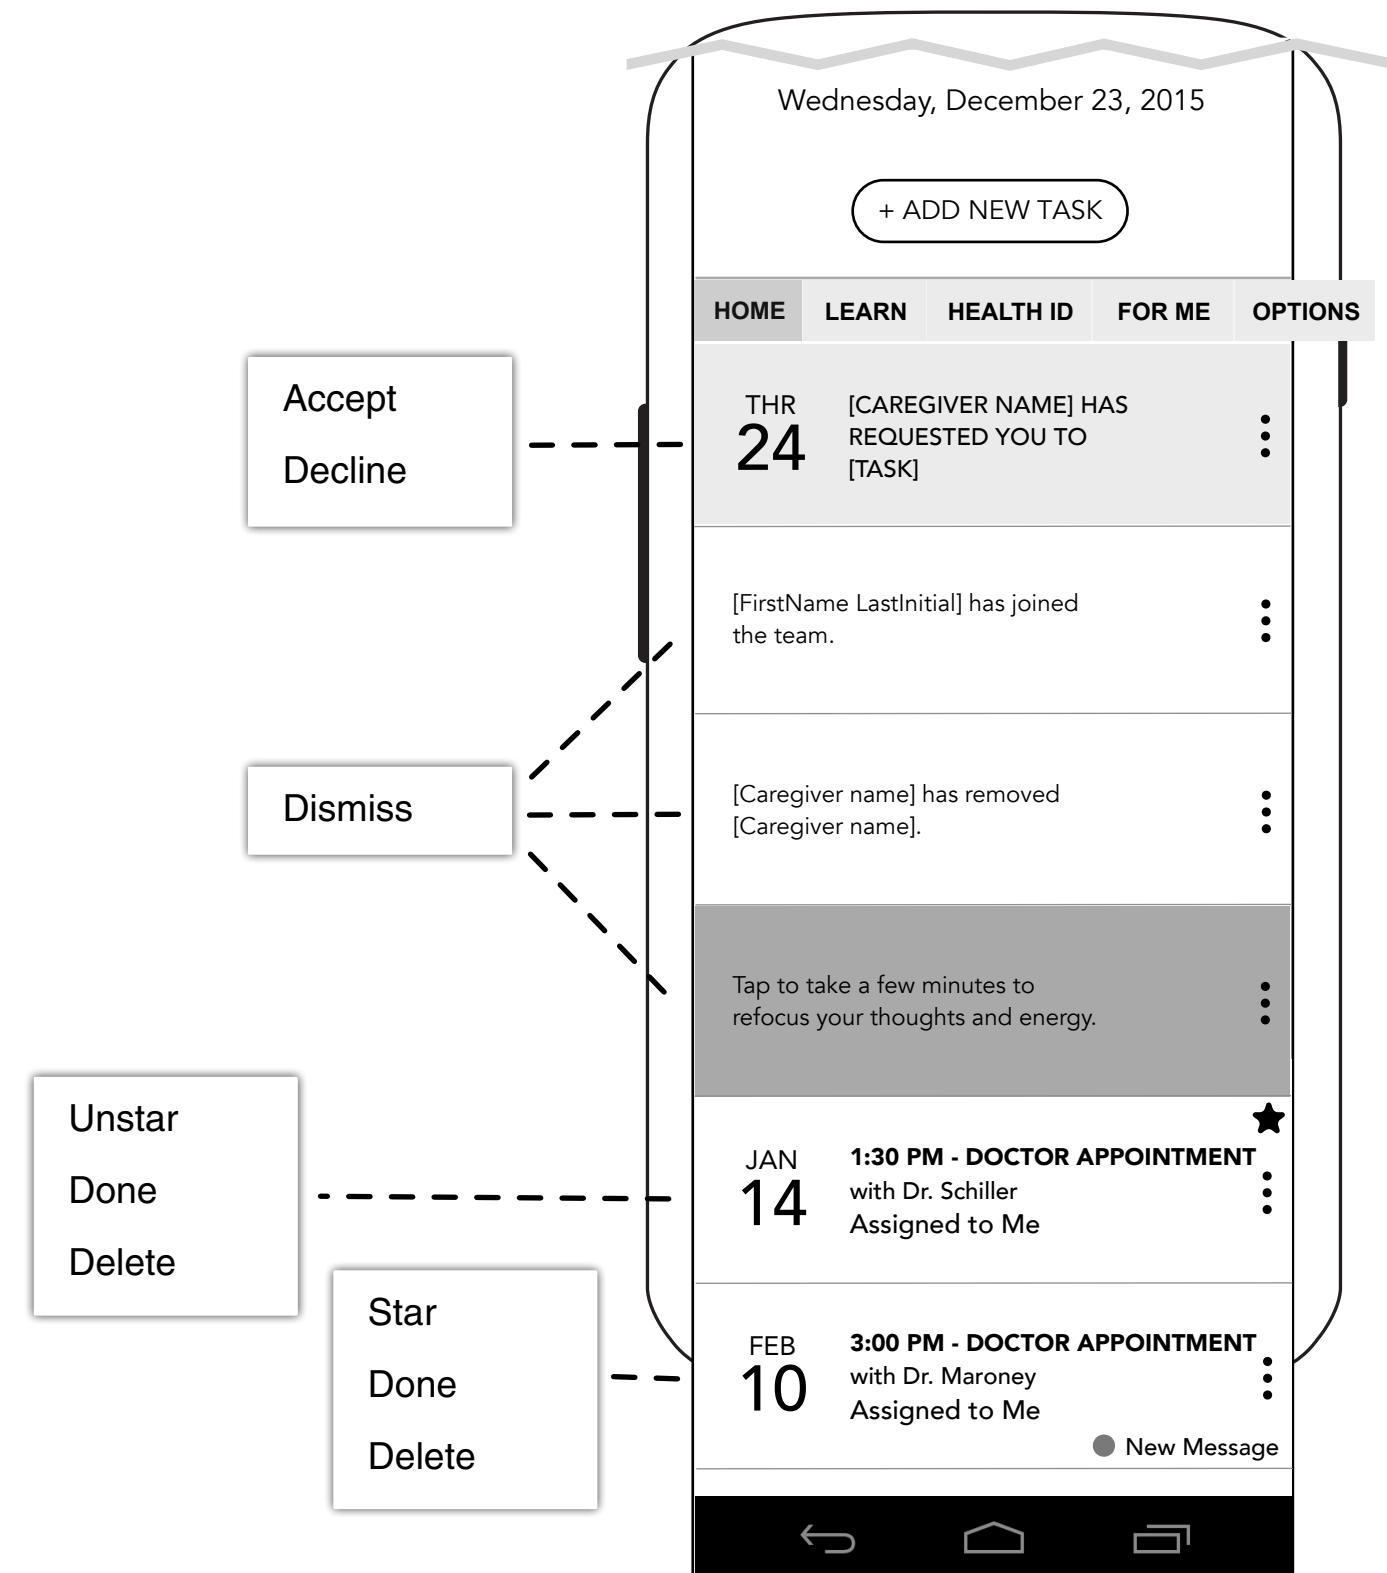 Wednesday, December 23, 2015
+ ADD NEW TASK
HOME LEARN HEALTH ID FOR ME OPTIONS
Accept
Decline
THR
24
[CAREGIVER NAME] HAS
REQUESTED YOU TO
[TASK]
[FirstName LastInitial] has joined
the team.
Dismiss
[Caregiver name] has removed
[Caregiver name].
Tap to take a few minutes to
refocus your thoughts and energy.
Unstar
Done
Delete
JAN
14
1:30 PM - DOCTOR APPOINTMENT
with Dr. Schiller
Assigned to Me
Star
Done
Delete
FEB
10
3:00 PM - DOCTOR APPOINTMENT
with Dr. Maroney
Assigned to Me
New Message